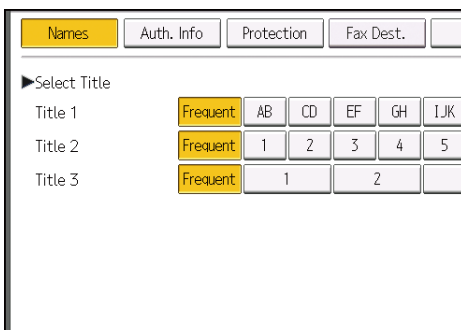 Names Auth. Info Protection Fax Dest.
▶Select Title
Title 1 Frequent AB CD EF GH IJK
Title 2 Frequent 1 2 3 4 5
Title 3 Frequent 1 2